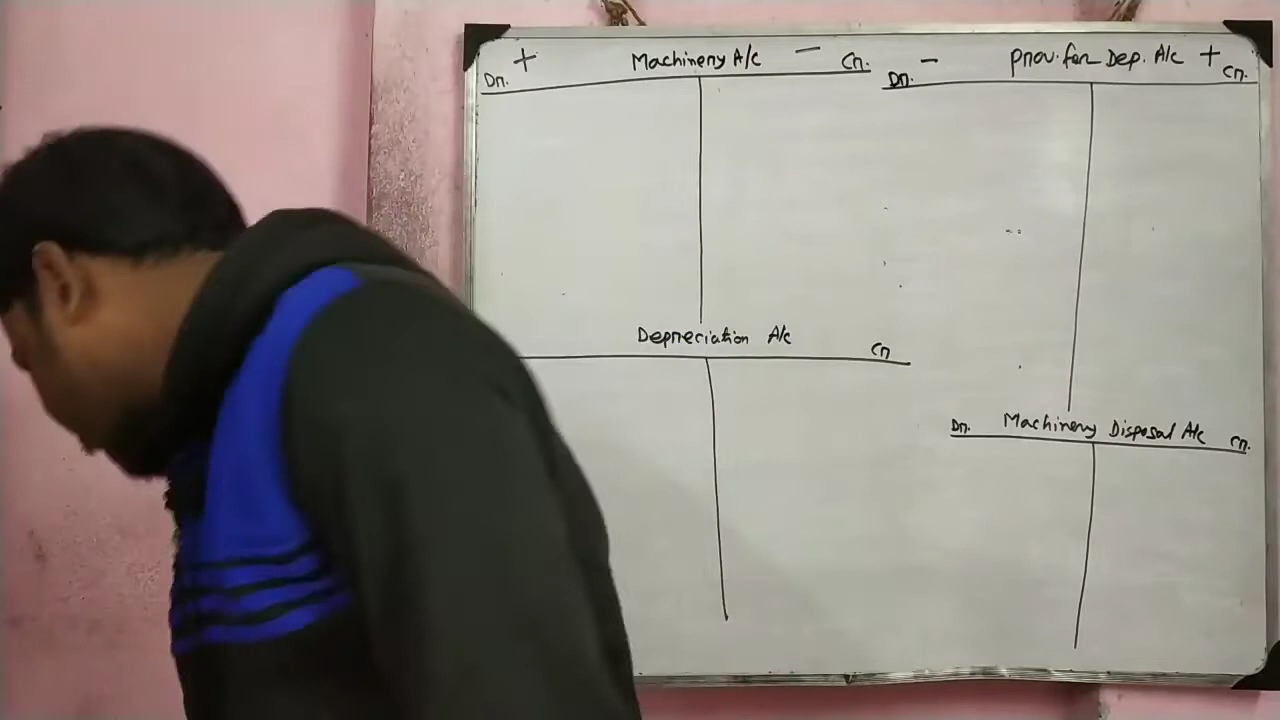 Dr. + Machinery A/c - Cr.
Dr. - Prov. for Dep. A/c + Cr.
Depreciation A/c Cr
Dr. Machinery Disposal A/c Cr.